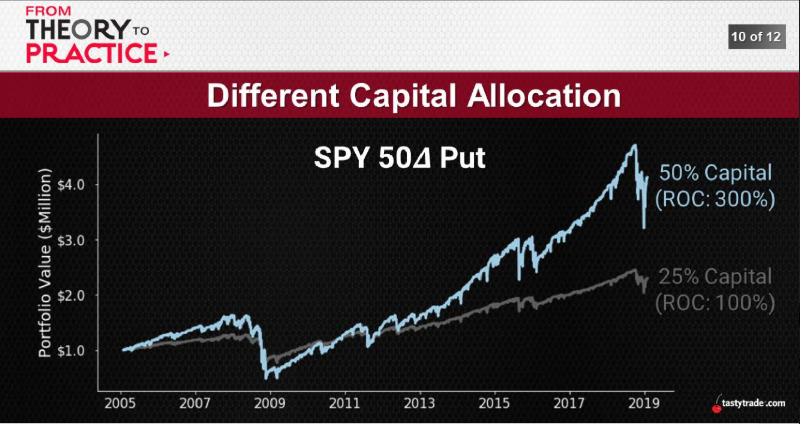 FROM
THEORY TO
PRACTICE
10 of 12
Different Capital Allocation
SPY 50Δ Put
Portfolio Value ($Million)
$4.0
$3.0
$2.0
$1.0
50% Capital
(ROC: 300%)
25% Capital
(ROC: 100%)
2005 2007 2009 2011 2013 2015 2017 2019
tastytrade.com